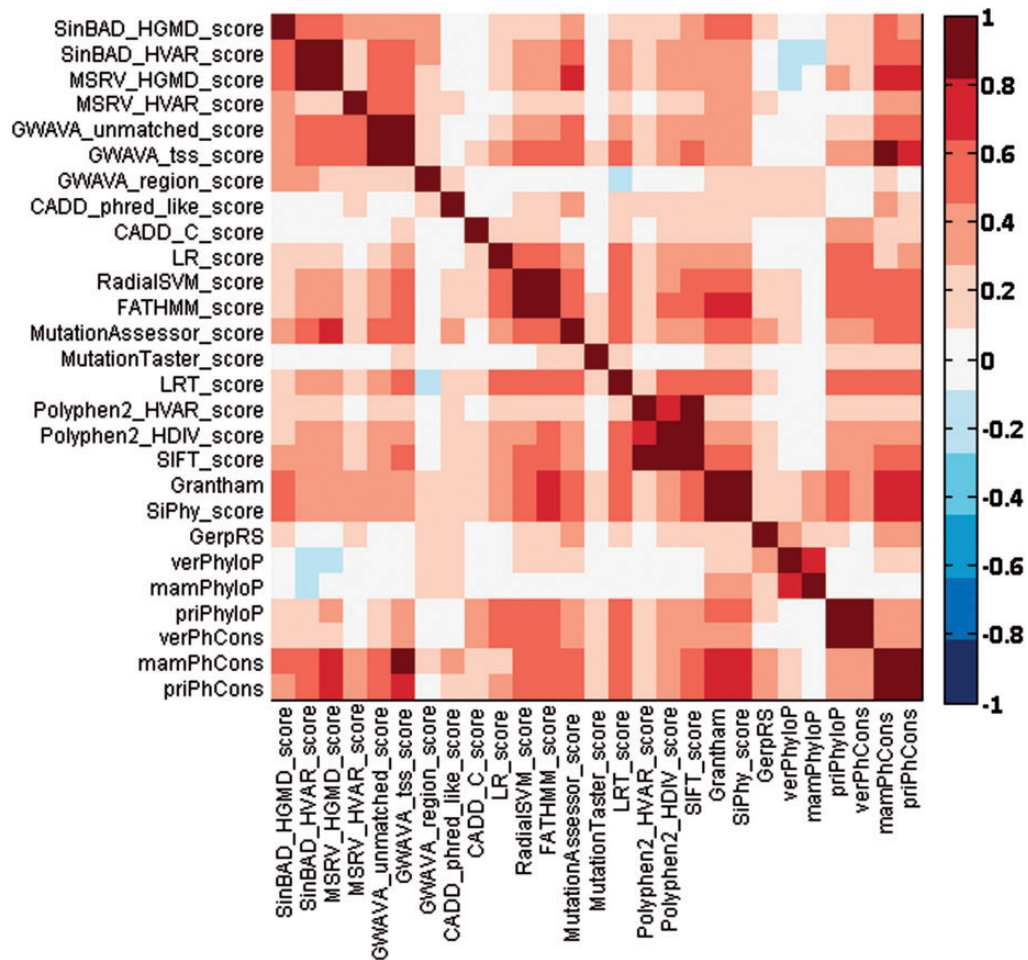 SinBAD_HGMD_score
SinBAD_HVAR_score
MSRV_HGMD_score
MSRV_HVAR_score
GWAVA_unmatched_score
GWAVA_tss_score
GWAVA_region_score
CADD_phred_like_score
CADD_C_score
LR_score
RadialSVM_score
FATHMM_score
MutationAssessor_score
MutationTaster_score
LRT_score
Polyphen2_HVAR_score
Polyphen2_HDIV_score
SIFT_score
Grantham
SiPhy_score
GerpRS
verPhyloP
mamPhyloP
priPhyloP
verPhCons
mamPhCons
priPhCons
1
0.8
0.6
0.4
0.2
0
-0.2
-0.4
-0.6
-0.8
-1
SinBAD_HGMD_score
SinBAD_HVAR_score
MSRV_HGMD_score
MSRV_HVAR_score
GWAVA_unmatched_score
GWAVA_tss_score
GWAVA_region_score
CADD_phred_like_score
CADD_C_score
LR_score
RadialSVM_score
FATHMM_score
MutationAssessor_score
MutationTaster_score
LRT_score
Polyphen2_HVAR_score
Polyphen2_HDIV_score
SIFT_score
Grantham
SiPhy_score
GerpRS
verPhyloP
mamPhyloP
priPhyloP
verPhCons
mamPhCons
priPhCons